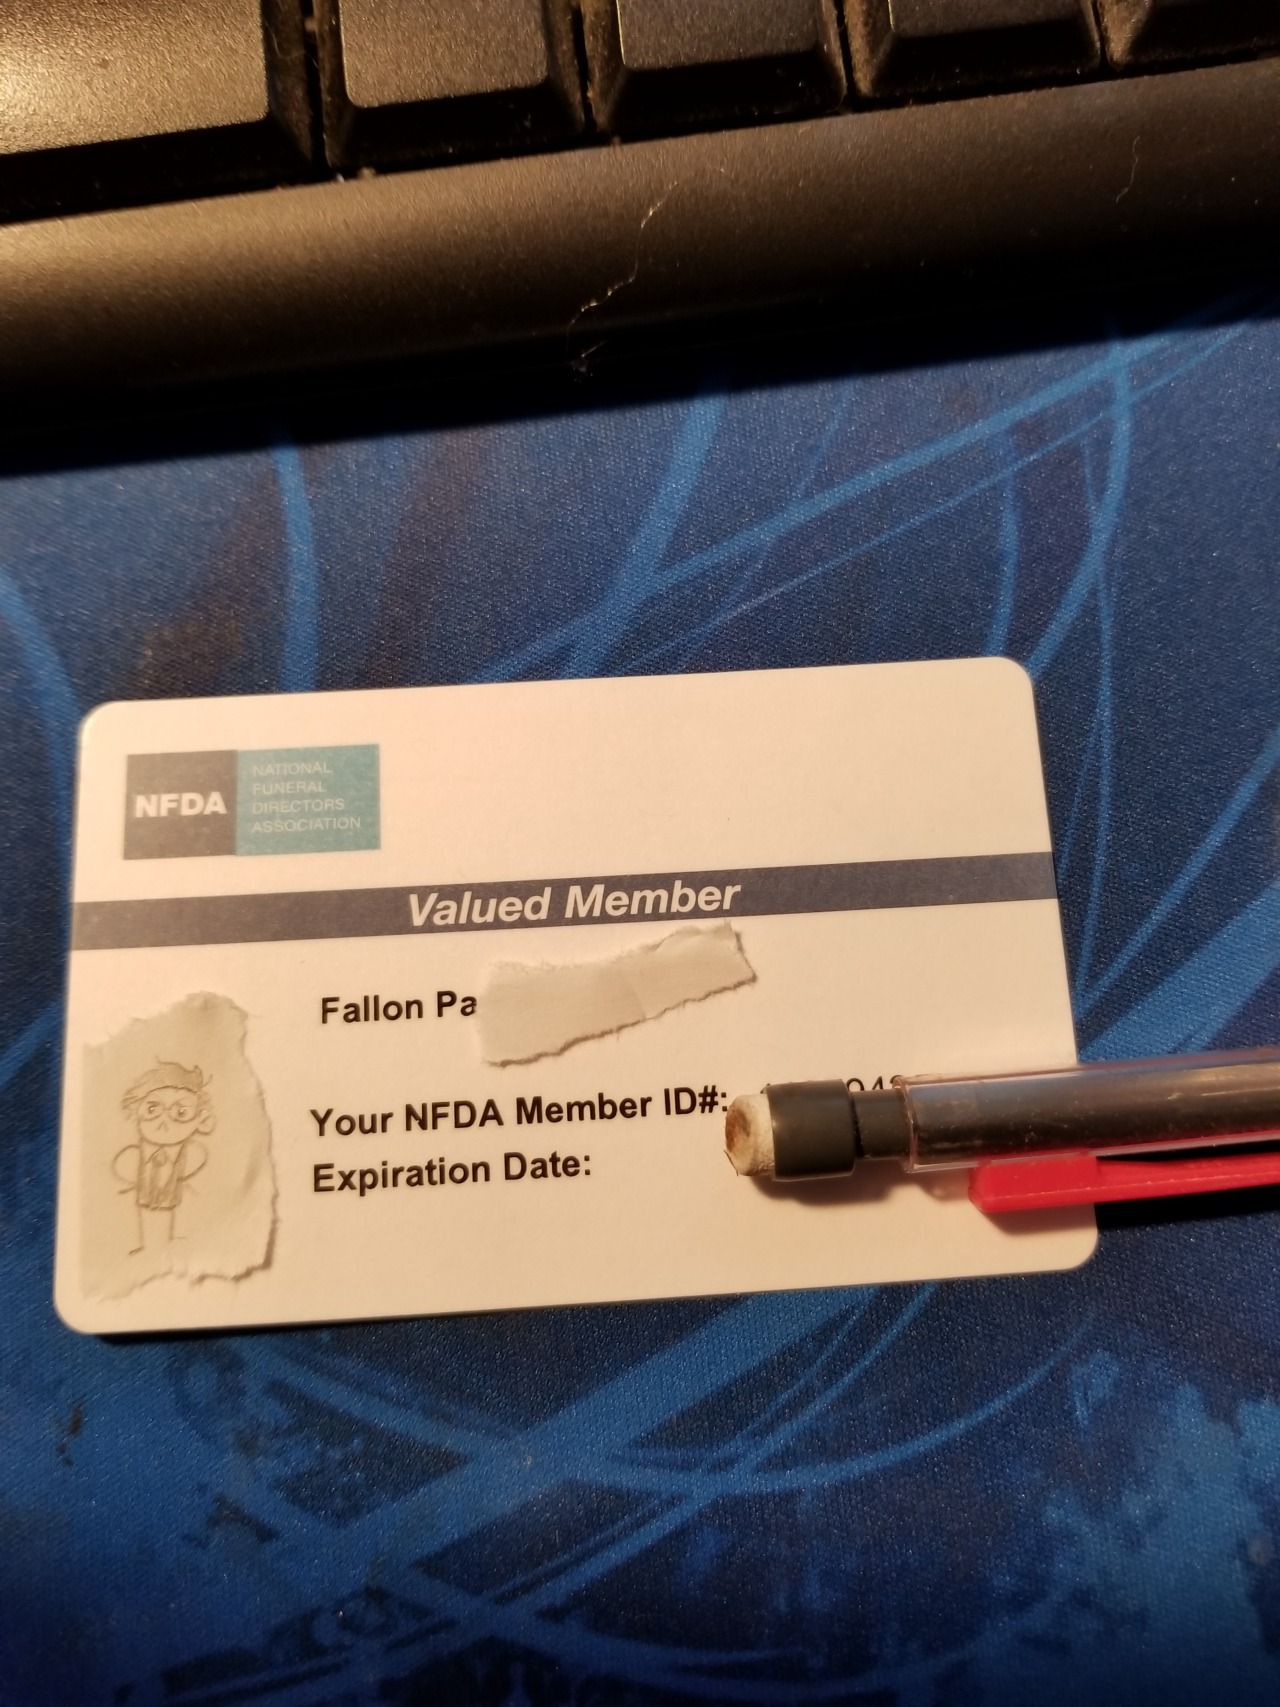 NFDA
NATIONAL
FUNERAL
DIRECTORS
ASSOCIATION
Valued Member
Fallon Pa
Your NFDA Member ID#:
Expiration Date: